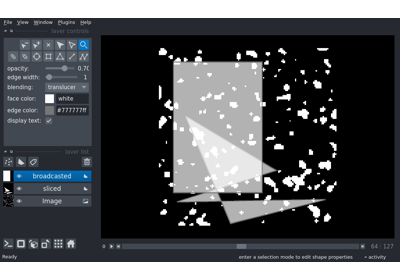 File View Window Plugins Help
layer controls
opacity: 0.70
edge width: 1
blending: translucen
face color: white
edge color: #777777ff
display text:
layer list
broadcasted
sliced
Image
64 127
Ready enter a selection mode to edit shape properties activity